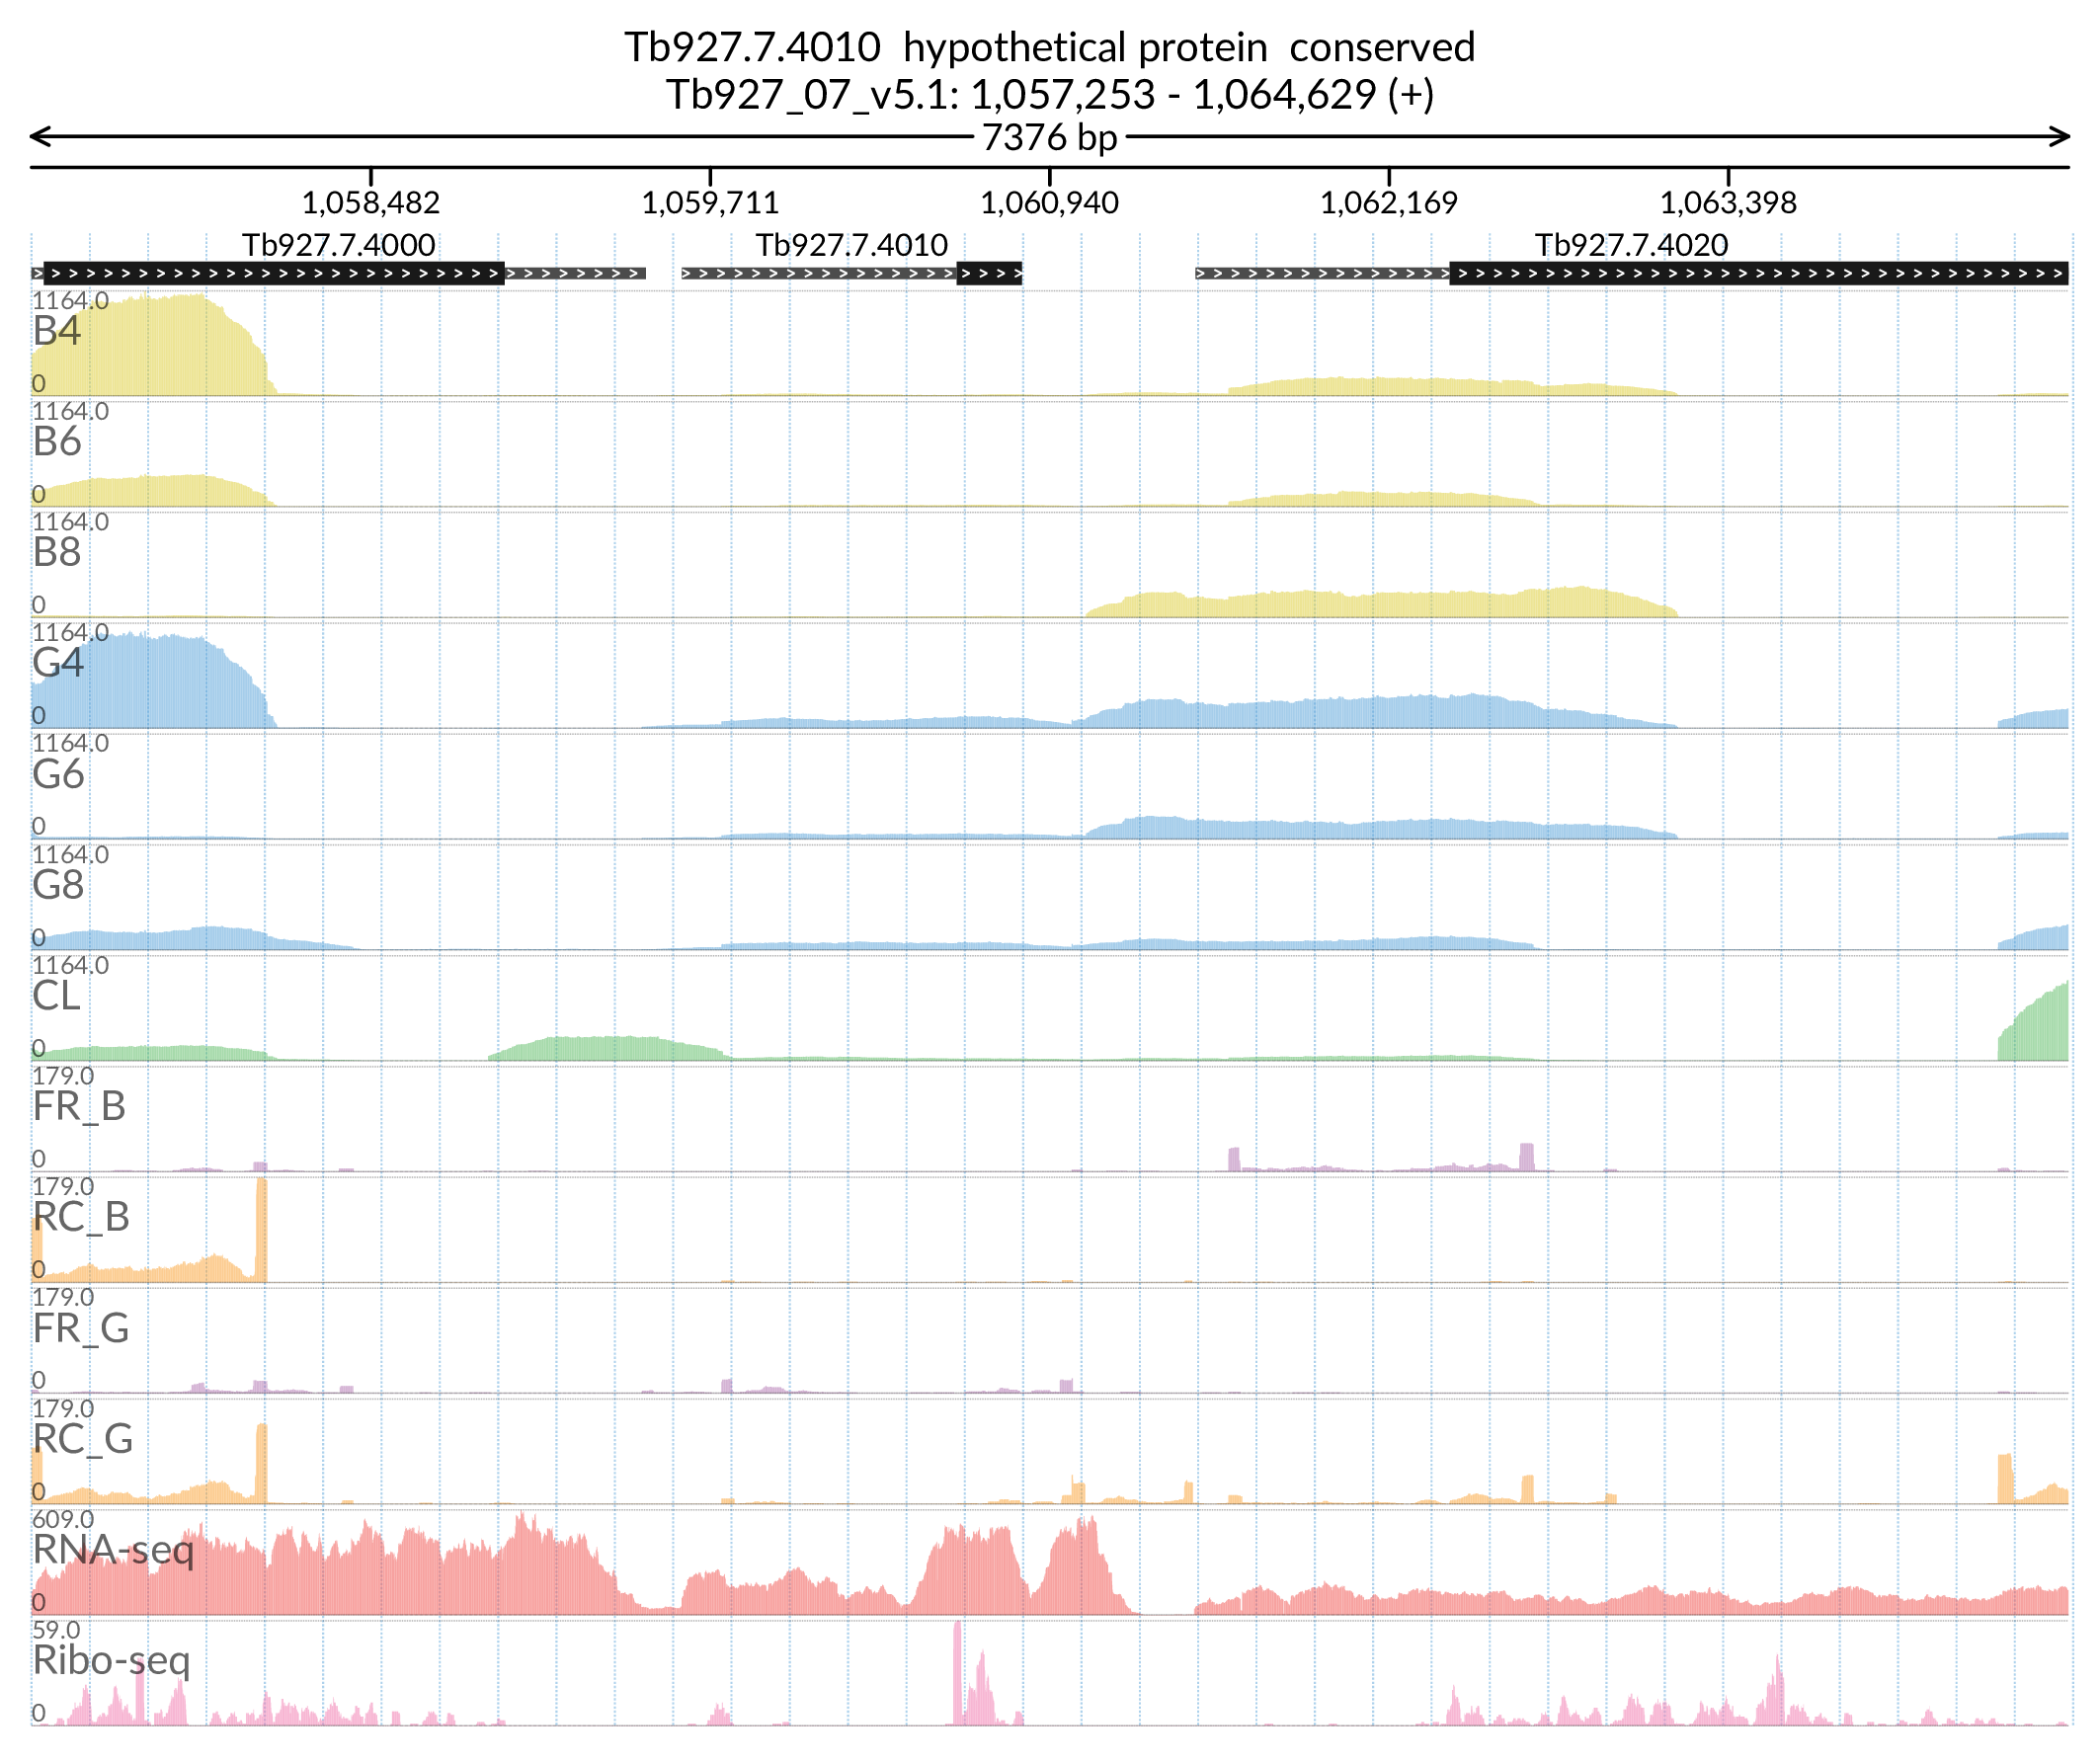 Tb927.7.4010  hypothetical protein  conserved
Tb927_07_v5.1: 1,057,253 - 1,064,629 (+)
7376 bp
1,058,482 1,059,711 1,060,940 1,062,169 1,063,398
Tb927.7.4000 Tb927.7.4010 Tb927.7.4020
1164.0
B4
0
1164.0
B6
0
1164.0
B8
0
1164.0
G4
0
1164.0
G6
0
1164.0
G8
0
1164.0
CL
0
179.0
FR_B
0
179.0
RC_B
0
179.0
FR_G
0
179.0
RC_G
0
609.0
RNA-seq
0
59.0
Ribo-seq
0